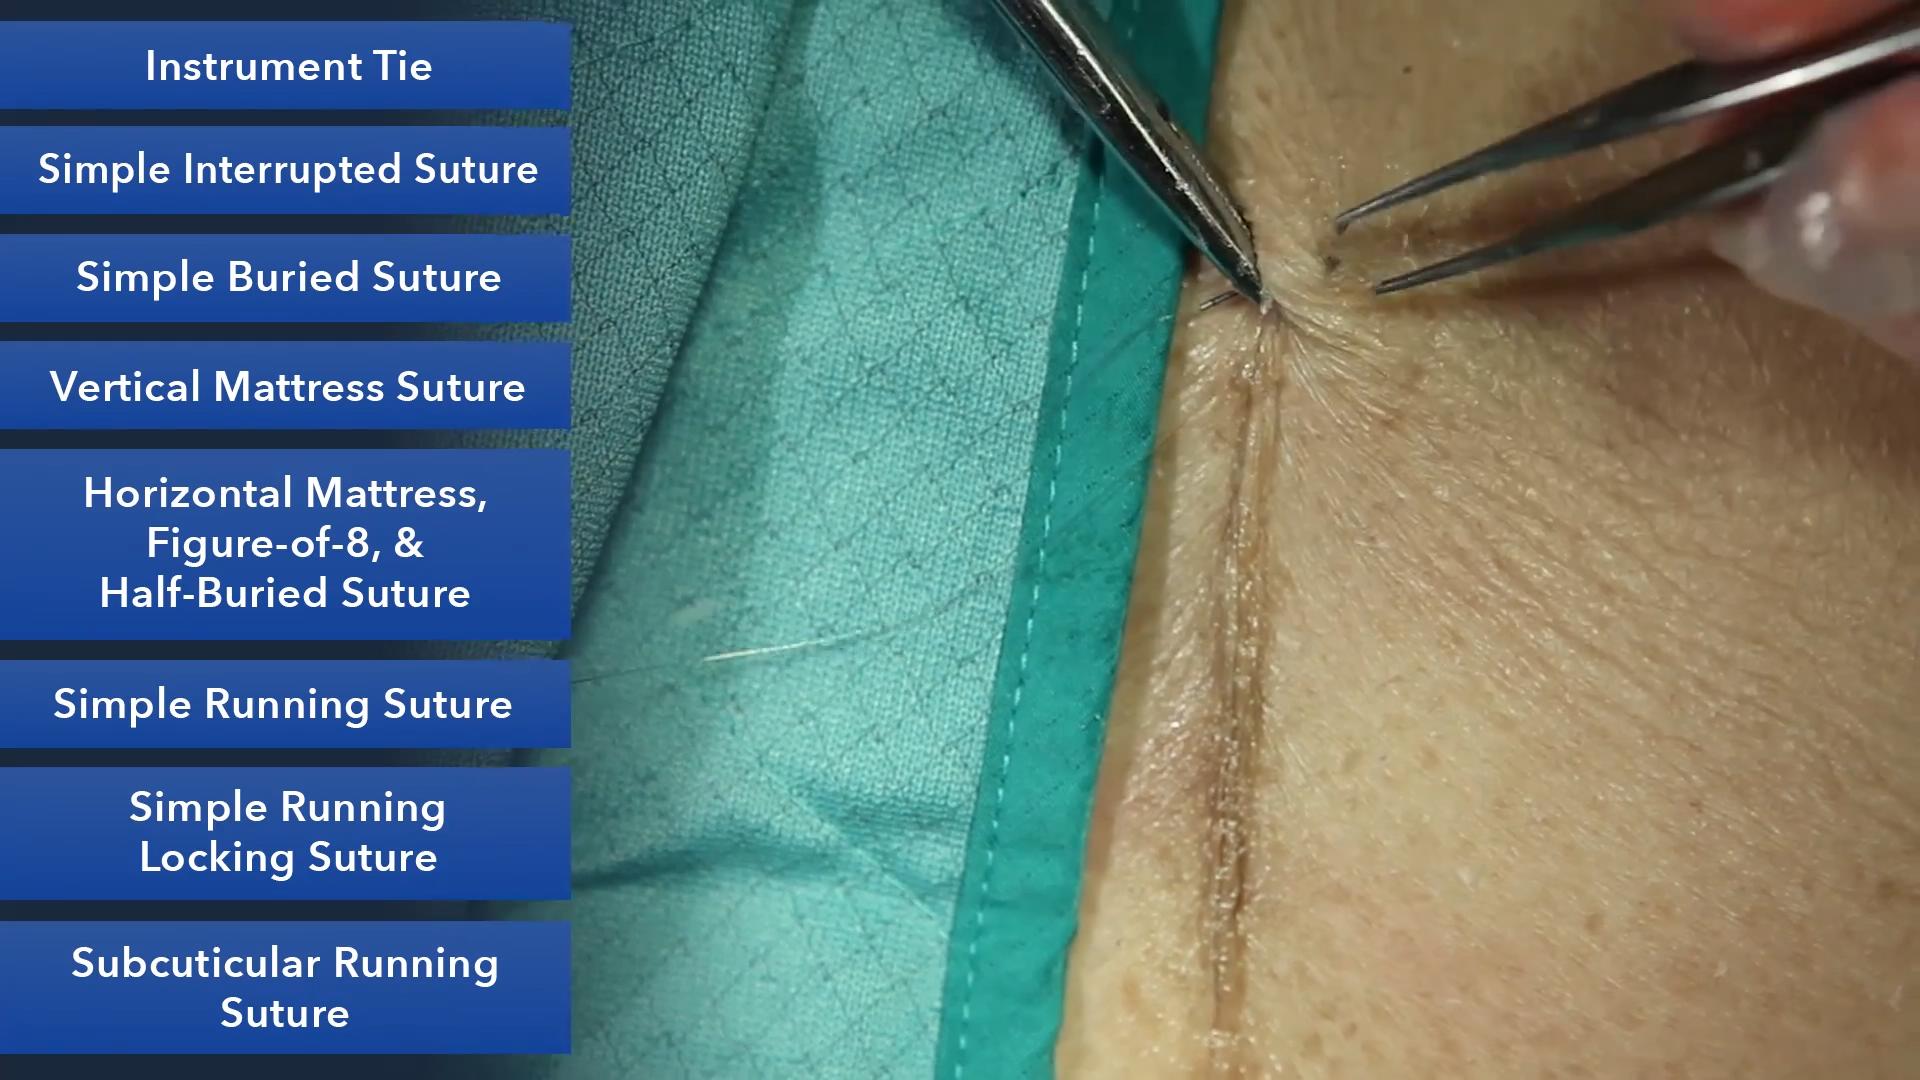 Instrument Tie
Simple Interrupted Suture
Simple Buried Suture
Vertical Mattress Suture
Horizontal Mattress,
Figure-of-8, &
Half-Buried Suture
Simple Running Suture
Simple Running
Locking Suture
Subcuticular Running
Suture